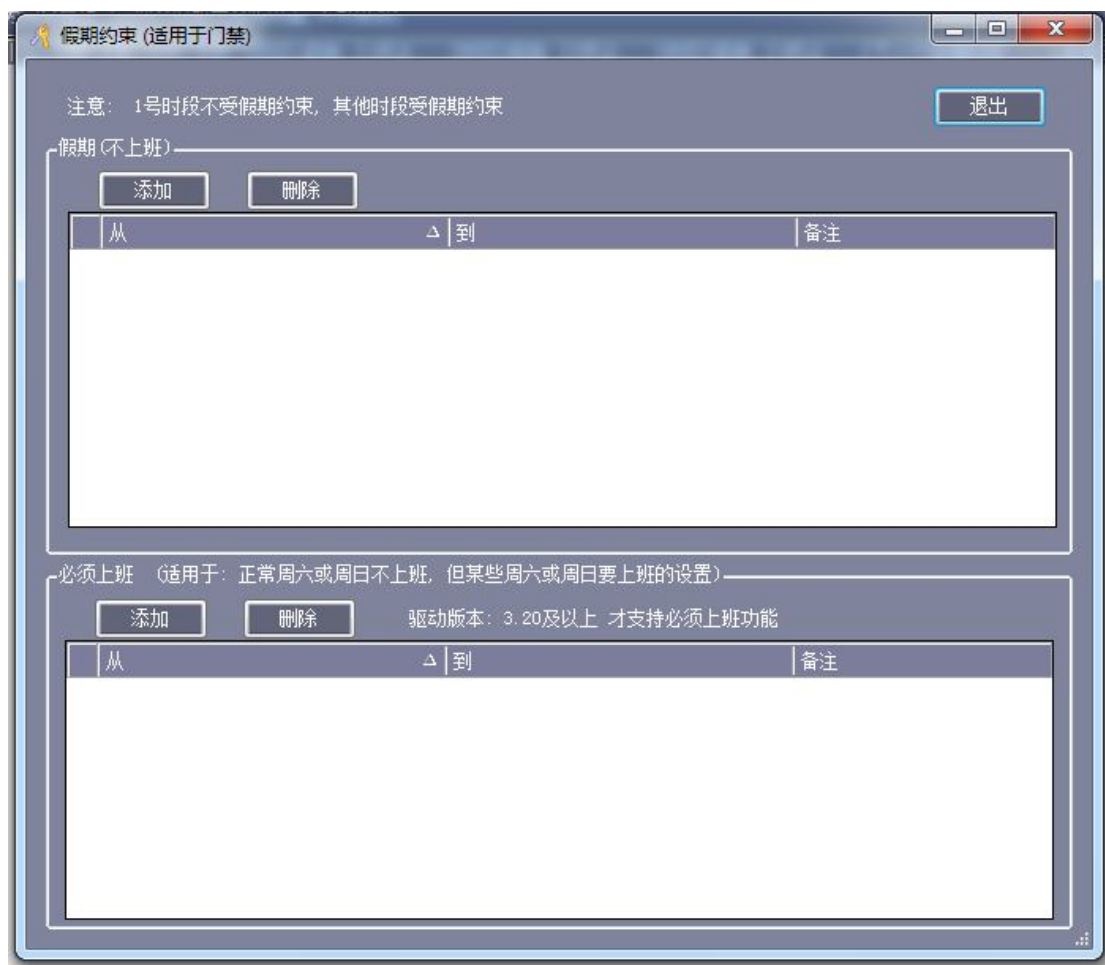 假期约束 (适用于门禁)
注意: 1号时段不受假期约束, 其他时段受假期约束
退出
假期(不上班)
添加 删除
从 到 备注
必须上班 (适用于: 正常周六或周日不上班, 但某些周六或周日要上班的设置)
添加 删除 驱动版本: 3.20及以上 才支持必须上班功能
从 到 备注